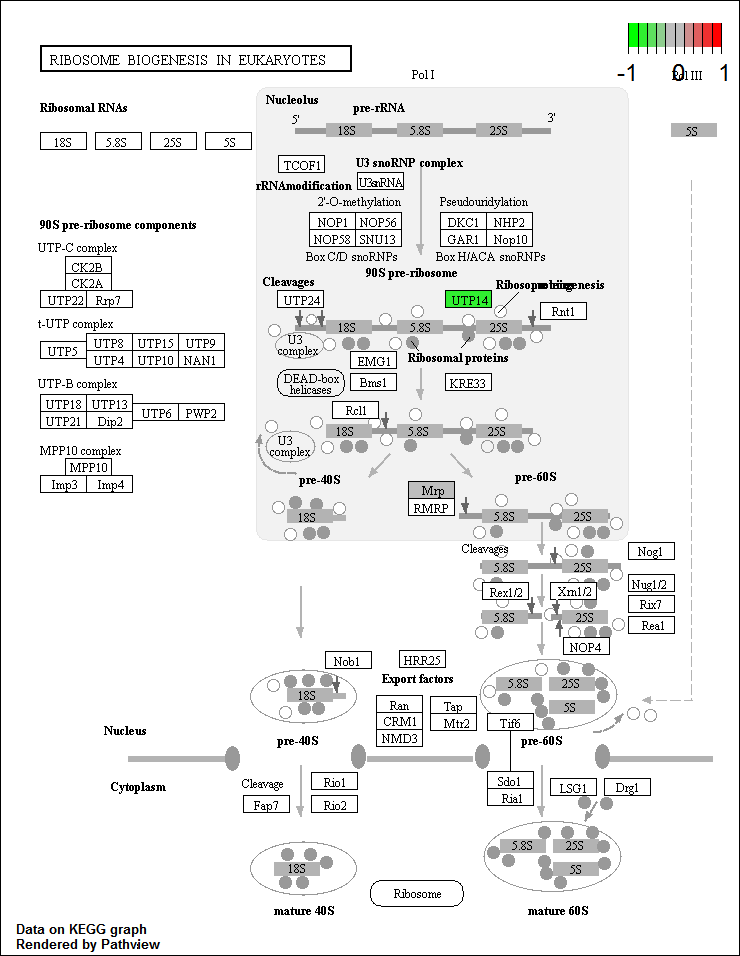 RIBOSOME BIOGENESIS IN EUKARYOTES
-1 0 1
Pol I
Pol III
Ribosomal RNAs
18S 5.8S 25S 5S
Nucleolus
pre-rRNA
5' 3'
18S 5.8S 25S
5S
TCOF1
U3 snoRNP complex
U3snRNA
rRNAmodification
2'-O-methylation
Pseudouridylation
NOP1 NOP56
NOP58 SNU13
DKC1 NHP2
GAR1 Nop10
Box C/D snoRNPs
Box H/ACA snoRNPs
90S pre-ribosome components
UTP-C complex
CK2B
CK2A
UTP22 Rrp7
t-UTP complex
UTP5
UTP8 UTP15 UTP9
UTP4 UTP10 NAN1
UTP-B complex
UTP18 UTP13
UTP21 Dip2
UTP6 PWP2
MPP10 complex
MPP10
Imp3 Imp4
90S pre-ribosome
Cleavages
UTP24
UTP14
Rnt1
18S 5.8S 25S
U3
complex
Ribosomal proteins
EMG1
DEAD-box
helicases
Bms1
KRE33
Rcl1
18S 5.8S 25S
U3
complex
pre-40S
pre-60S
Mrp
RMRP
18S
5.8S 25S
Cleavages
Nog1
5.8S 25S
Rex1/2
Xrn1/2
Nug1/2
Rix7
5.8S 25S
Rea1
NOP4
Nob1
HRR25
Export factors
18S
5.8S 25S
5S
Ran
CRM1
NMD3
Tap
Mtr2
Tif6
Nucleus
pre-40S
pre-60S
Cytoplasm
Cleavage
Fap7
Rio1
Rio2
Sdo1
Ria1
LSG1
Drg1
18S
5.8S 25S
5S
Ribosome
mature 40S
mature 60S
Data on KEGG graph
Rendered by Pathview